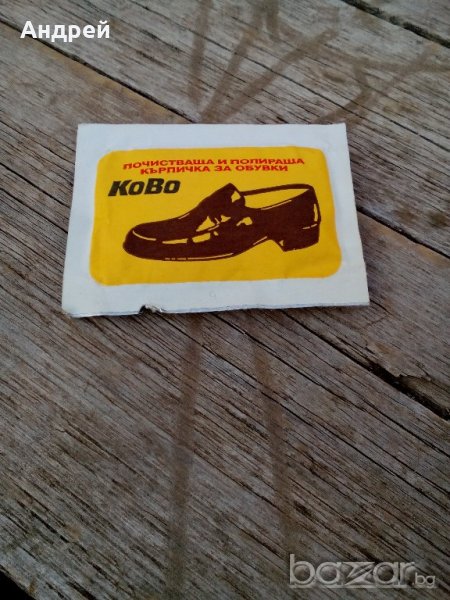 Андрей
ПОЧИСТВАЩА И ПОЛИРАЩА
КЪРПИЧКА ЗА ОБУВКИ
КоВо
bazar.bg